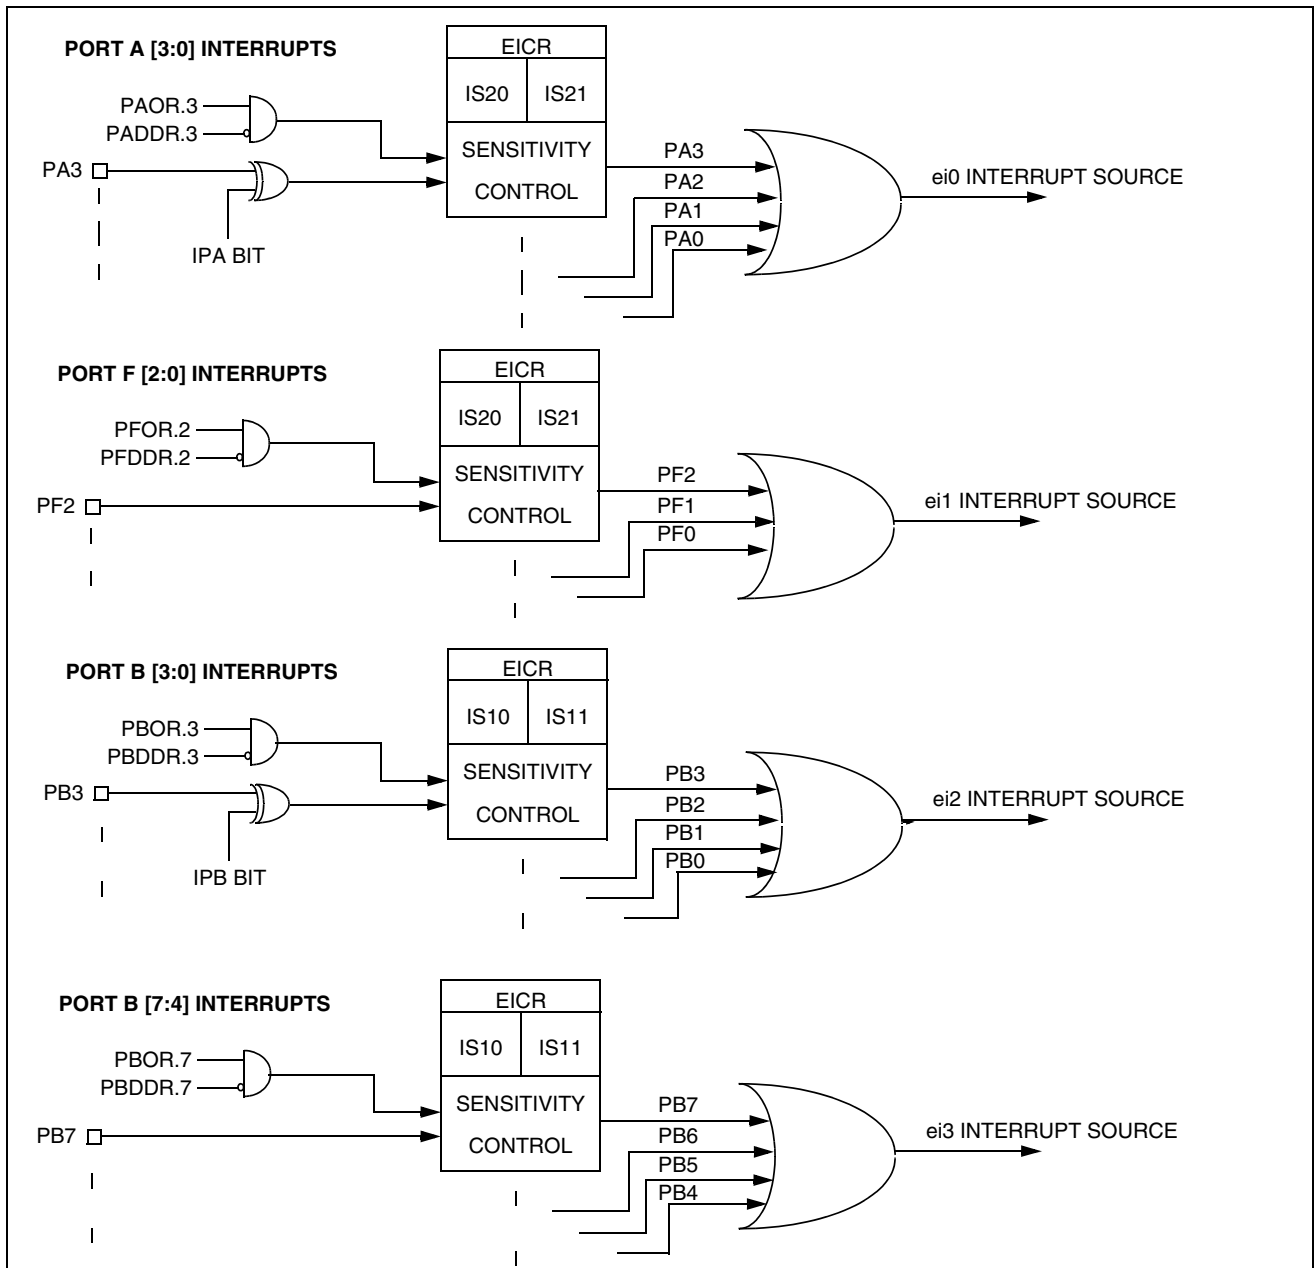 PORT A [3:0] INTERRUPTS
EICR
IS20 IS21
PAOR.3
PADDR.3
SENSITIVITY
CONTROL
PA3
IPA BIT
PA3
PA2
PA1
PA0
ei0 INTERRUPT SOURCE
PORT F [2:0] INTERRUPTS
EICR
IS20 IS21
PFOR.2
PFDDR.2
SENSITIVITY
CONTROL
PF2
PF2
PF1
PF0
ei1 INTERRUPT SOURCE
PORT B [3:0] INTERRUPTS
EICR
IS10 IS11
PBOR.3
PBDDR.3
SENSITIVITY
CONTROL
PB3
IPB BIT
PB3
PB2
PB1
PB0
ei2 INTERRUPT SOURCE
PORT B [7:4] INTERRUPTS
EICR
IS10 IS11
PBOR.7
PBDDR.7
SENSITIVITY
CONTROL
PB7
PB7
PB6
PB5
PB4
ei3 INTERRUPT SOURCE